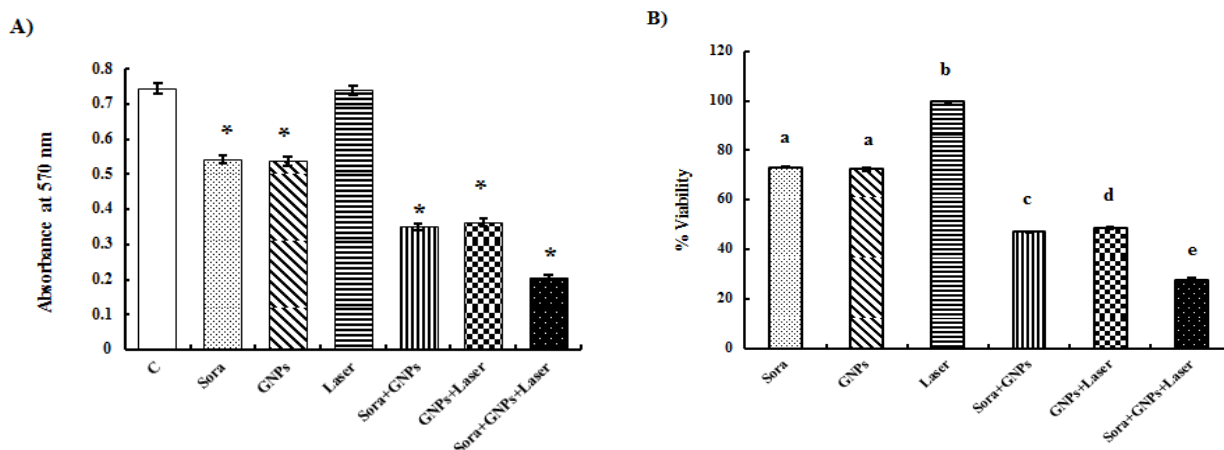 A)
Absorbance at 570 nm
0.8
0.7
0.6
0.5
0.4
0.3
0.2
0.1
0
*
*
*
*
*
C
Sora
GNPs
Laser
Sora+GNPs
GNPs+Laser
Sora+GNPs+Laser
B)
% Viability
120
100
80
60
40
20
0
a
a
b
c
d
e
Sora
GNPs
Laser
Sora+GNPs
GNPs+Laser
Sora+GNPs+Laser